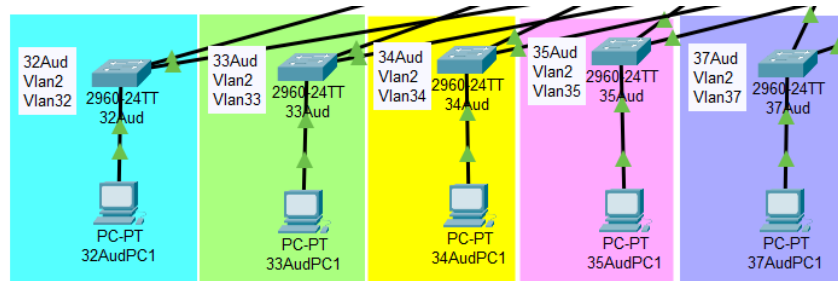 32Aud
Vlan2
Vlan32
2960-24TT
32Aud
PC-PT
32AudPC1
33Aud
Vlan2
Vlan33
2960-24TT
33Aud
PC-PT
33AudPC1
34Aud
Vlan2
Vlan34
2960-24TT
34Aud
PC-PT
34AudPC1
35Aud
Vlan2
Vlan35
2960-24TT
35Aud
PC-PT
35AudPC1
37Aud
Vlan2
Vlan37
2960-24TT
37Aud
PC-PT
37AudPC1